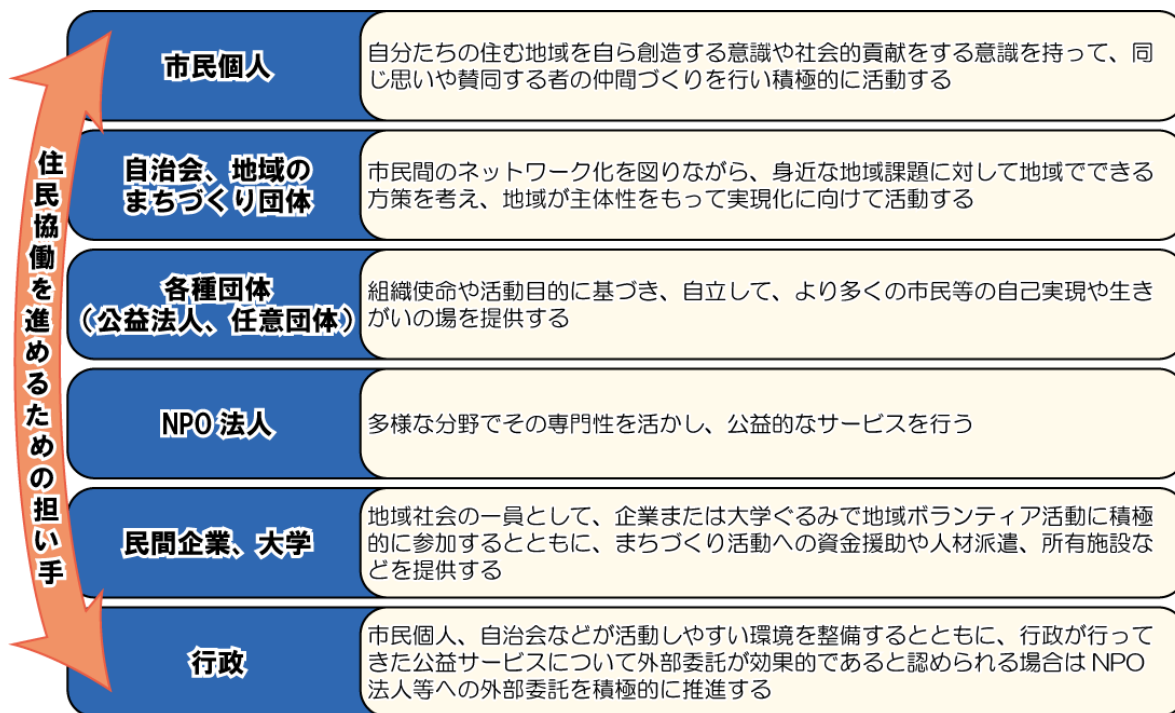 住民協働を進めるための担い手
市民個人
自分たちの住む地域を自ら創造する意識や社会的貢献をする意識を持って、同
じ思いや賛同する者の仲間づくりを行い積極的に活動する
自治会、地域の
まちづくり団体
市民間のネットワーク化を図りながら、身近な地域課題に対して地域でできる
方策を考え、地域が主体性をもって実現化に向けて活動する
各種団体
（公益法人、任意団体）
組織使命や活動目的に基づき、自立して、より多くの市民等の自己実現や生き
がいの場を提供する
NPO 法人
多様な分野でその専門性を活かし、公益的なサービスを行う
民間企業、大学
地域社会の一員として、企業または大学ぐるみで地域ボランティア活動に積極
的に参加するとともに、まちづくり活動への資金援助や人材派遣、所有施設な
どを提供する
行政
市民個人、自治会などが活動しやすい環境を整備するとともに、行政が行って
きた公益サービスについて外部委託が効果的であると認められる場合は NPO
法人等への外部委託を積極的に推進する